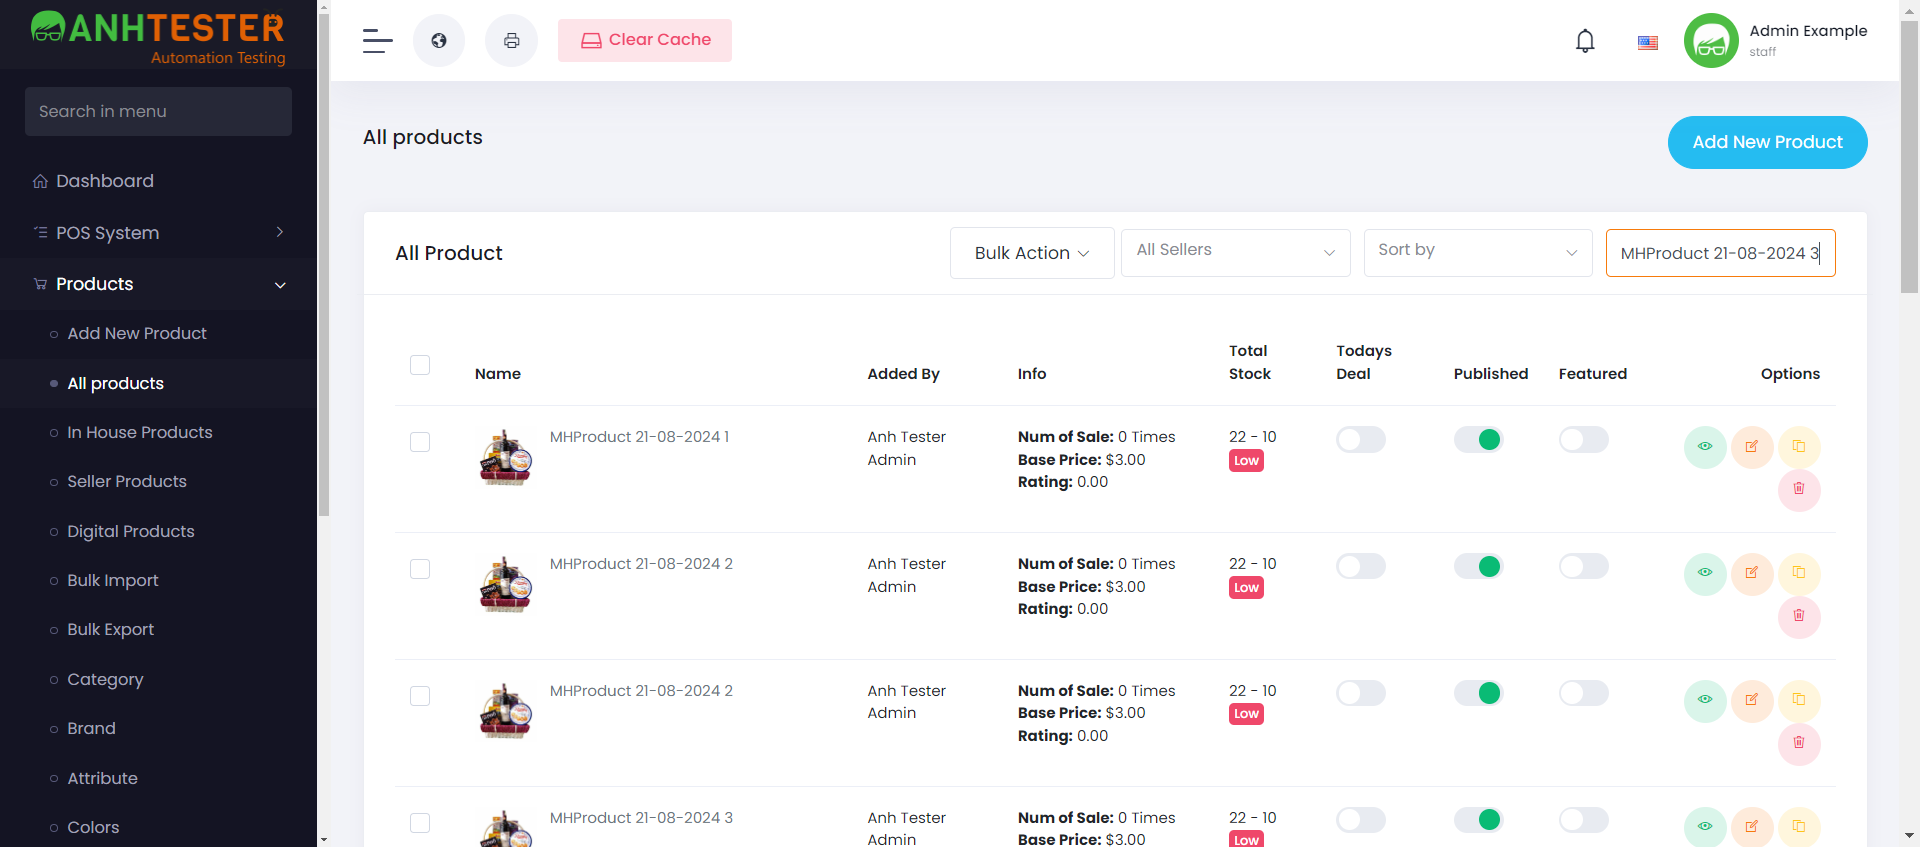 ANHTESTER
Automation Testing
Search in menu
Dashboard
POS System
Products
Add New Product
All products
In House Products
Seller Products
Digital Products
Bulk Import
Bulk Export
Category
Brand
Attribute
Colors
Clear Cache
Admin Example
staff
All products
Add New Product
All Product
Bulk Action
All Sellers
Sort by
MHProduct 21-08-2024 3
Name
Added By
Info
Total Stock
Todays Deal
Published
Featured
Options
MHProduct 21-08-2024 1
Anh Tester Admin
Num of Sale: 0 Times
Base Price: $3.00
Rating: 0.00
22 - 10
Low
MHProduct 21-08-2024 2
Anh Tester Admin
Num of Sale: 0 Times
Base Price: $3.00
Rating: 0.00
22 - 10
Low
MHProduct 21-08-2024 2
Anh Tester Admin
Num of Sale: 0 Times
Base Price: $3.00
Rating: 0.00
22 - 10
Low
MHProduct 21-08-2024 3
Anh Tester Admin
Num of Sale: 0 Times
Base Price: $3.00
22 - 10
Low